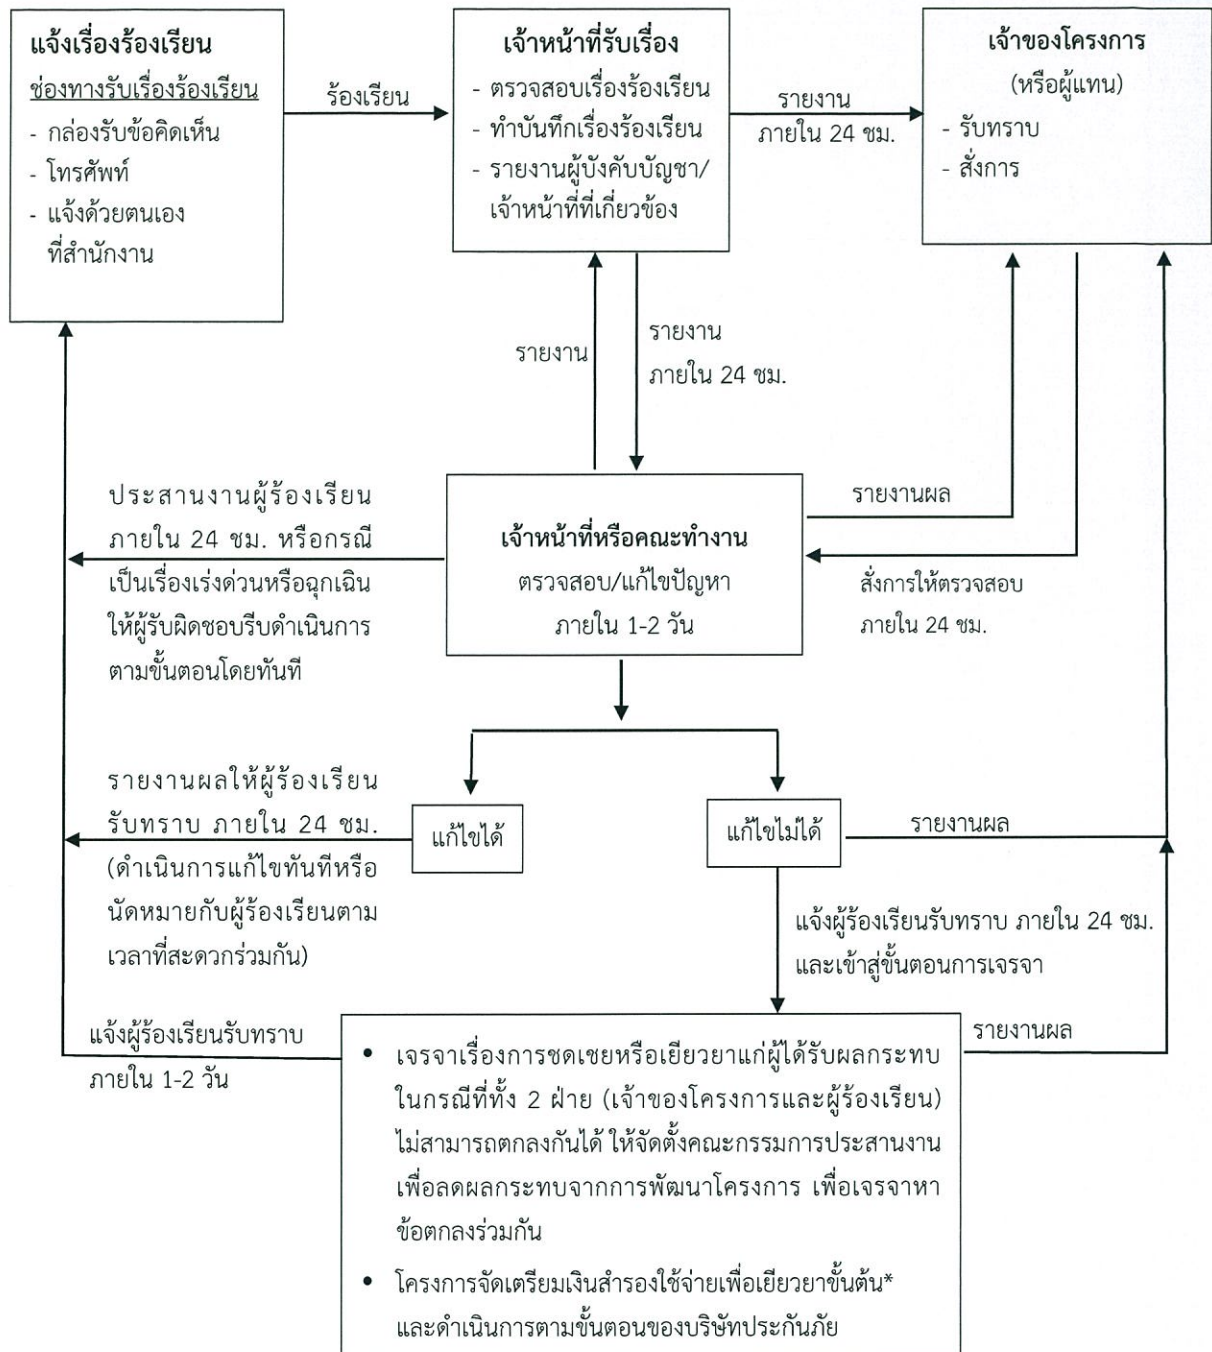 แจ้งเรื่องร้องเรียน
ช่องทางรับเรื่องร้องเรียน
- กล่องรับข้อคิดเห็น
- โทรศัพท์
- แจ้งด้วยตนเอง
ที่สำนักงาน
ร้องเรียน
เจ้าหน้าที่รับเรื่อง
- ตรวจสอบเรื่องร้องเรียน
- ทำบันทึกเรื่องร้องเรียน
- รายงานผู้บังคับบัญชา/
เจ้าหน้าที่ที่เกี่ยวข้อง
รายงาน
ภายใน 24 ชม.
เจ้าของโครงการ
(หรือผู้แทน)
- รับทราบ
- สั่งการ
รายงาน
รายงาน
ภายใน 24 ชม.
ประสานงานผู้ร้องเรียน
ภายใน 24 ชม. หรือกรณี
เป็นเรื่องเร่งด่วนหรือฉุกเฉิน
ให้ผู้รับผิดชอบรีบดำเนินการ
ตามขั้นตอนโดยทันที
เจ้าหน้าที่หรือคณะทำงาน
ตรวจสอบ/แก้ไขปัญหา
ภายใน 1-2 วัน
รายงานผล
สั่งการให้ตรวจสอบ
ภายใน 24 ชม.
รายงานผลให้ผู้ร้องเรียน
รับทราบ ภายใน 24 ชม.
(ดำเนินการแก้ไขทันทีหรือ
นัดหมายกับผู้ร้องเรียนตาม
เวลาที่สะดวกร่วมกัน)
แก้ไขได้
แก้ไขไม่ได้
รายงานผล
แจ้งผู้ร้องเรียนรับทราบ ภายใน 24 ชม.
และเข้าสู่ขั้นตอนการเจรจา
แจ้งผู้ร้องเรียนรับทราบ
ภายใน 1-2 วัน
รายงานผล
• เจรจาเรื่องการชดเชยหรือเยียวยาแก่ผู้ได้รับผลกระทบ
ในกรณีที่ทั้ง 2 ฝ่าย (เจ้าของโครงการและผู้ร้องเรียน)
ไม่สามารถตกลงกันได้ ให้จัดตั้งคณะกรรมการประสานงาน
เพื่อลดผลกระทบจากการพัฒนาโครงการ เพื่อเจรจาหา
ข้อตกลงร่วมกัน
• โครงการจัดเตรียมเงินสำรองใช้จ่ายเพื่อเยียวยาขั้นต้น*
และดำเนินการตามขั้นตอนของบริษัทประกันภัย